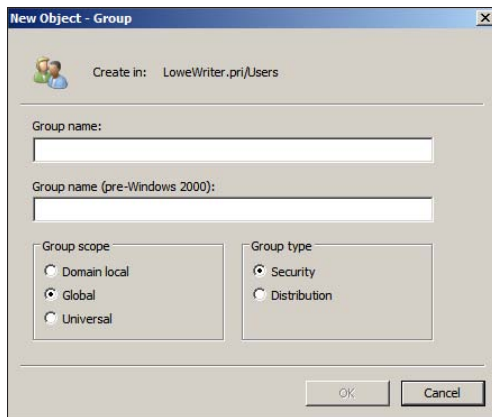 New Object - Group
Create in: LoweWriter.pri/Users
Group name:
Group name (pre-Windows 2000):
Group scope
Domain local
Global
Universal
Group type
Security
Distribution
OK
Cancel